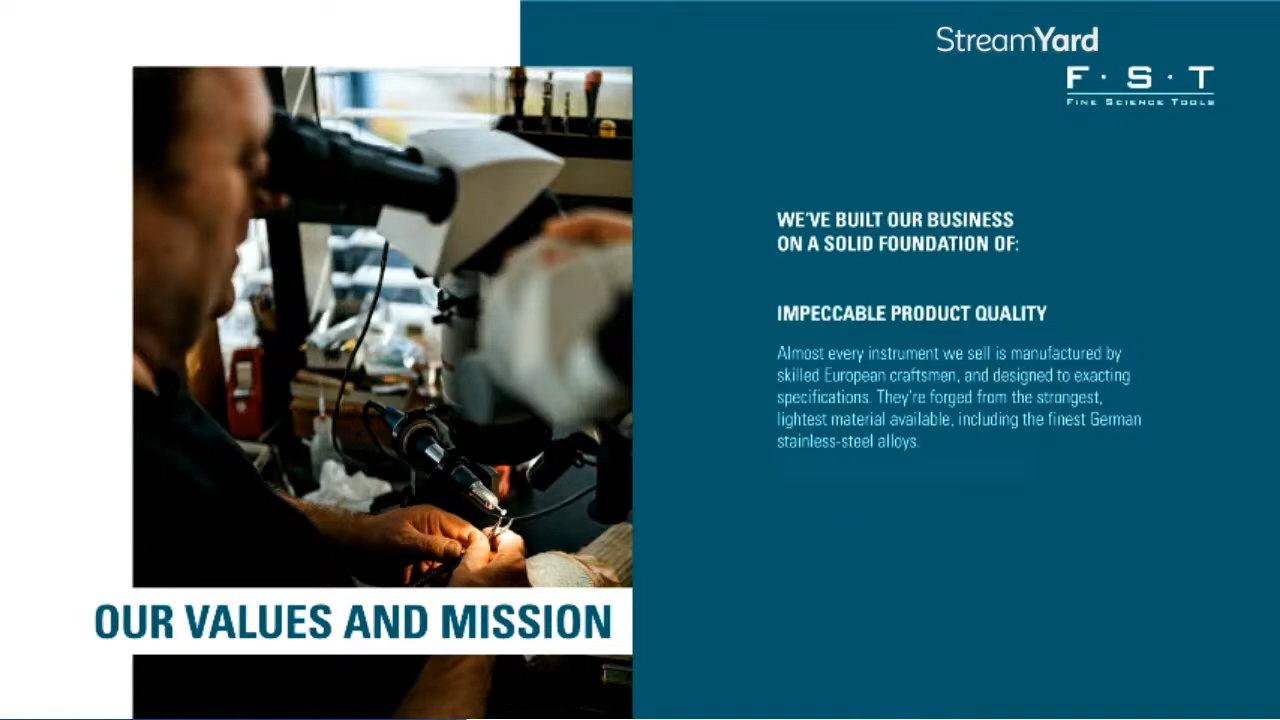 StreamYard
F · S · T
FINE SCIENCE TOOLS
WE'VE BUILT OUR BUSINESS
ON A SOLID FOUNDATION OF:
IMPECCABLE PRODUCT QUALITY
Almost every instrument we sell is manufactured by
skilled European craftsmen, and designed to exacting
specifications. They're forged from the strongest,
lightest material available, including the finest German
stainless-steel alloys.
OUR VALUES AND MISSION